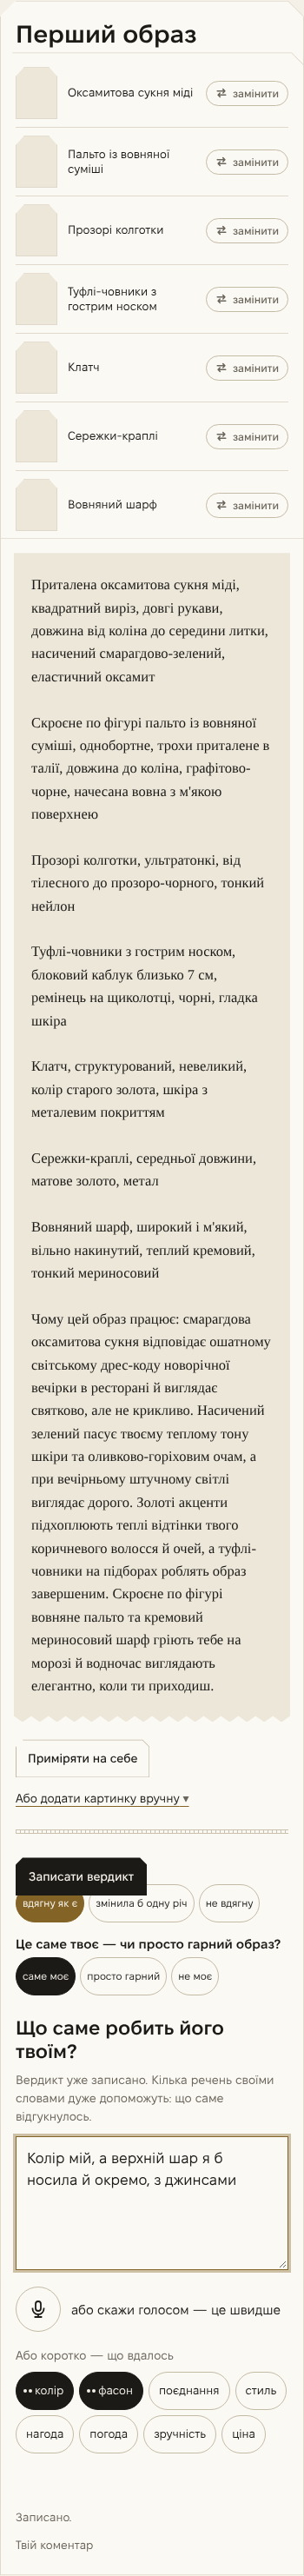 Перший образ
Оксамитова сукня міді
замінити
Пальто із вовняної
суміші
замінити
Прозорі колготки
замінити
Туфлі-човники з
гострим носком
замінити
Клатч
замінити
Сережки-краплі
замінити
Вовняний шарф
замінити
Приталена оксамитова сукня міді,
квадратний виріз, довгі рукави,
довжина від коліна до середини литки,
насичений смарагдово-зелений,
еластичний оксамит
Скроєне по фігурі пальто із вовняної
суміші, однобортне, трохи приталене в
талії, довжина до коліна, графітово-
чорне, начесана вовна з м'якою
поверхнею
Прозорі колготки, ультратонкі, від
тілесного до прозоро-чорного, тонкий
нейлон
Туфлі-човники з гострим носком,
блоковий каблук близько 7 см,
ремінець на щиколотці, чорні, гладка
шкіра
Клатч, структурований, невеликий,
колір старого золота, шкіра з
металевим покриттям
Сережки-краплі, середньої довжини,
матове золото, метал
Вовняний шарф, широкий і м'який,
вільно накинутий, теплий кремовий,
тонкий мериносовий
Чому цей образ працює: смарагдова
оксамитова сукня відповідає ошатному
світському дрес-коду новорічної
вечірки в ресторані й виглядає
святково, але не крикливо. Насичений
зелений пасує твоєму теплому тону
шкіри та оливково-горіховим очам, а
при вечірньому штучному світлі
виглядає дорого. Золоті акценти
підхоплюють теплі відтінки твого
коричневого волосся й очей, а туфлі-
човники на підборах роблять образ
завершеним. Скроєне по фігурі
вовняне пальто та кремовий
мериносовий шарф гріють тебе на
морозі й водночас виглядають
елегантно, коли ти приходиш.
Приміряти на себе
Або додати картинку вручну ▾
Записати вердикт
вдягну як є
змінила б одну річ
не вдягну
Це саме твоє — чи просто гарний образ?
саме моє
просто гарний
не моє
Що саме робить його
твоїм?
Вердикт уже записано. Кілька речень своїми
словами дуже допоможуть: що саме
відгукнулось.
Колір мій, а верхній шар я б
носила й окремо, з джинсами
або скажи голосом — це швидше
Або коротко — що вдалось
колір
фасон
поєднання
стиль
нагода
погода
зручність
ціна
Записано.
Твій коментар